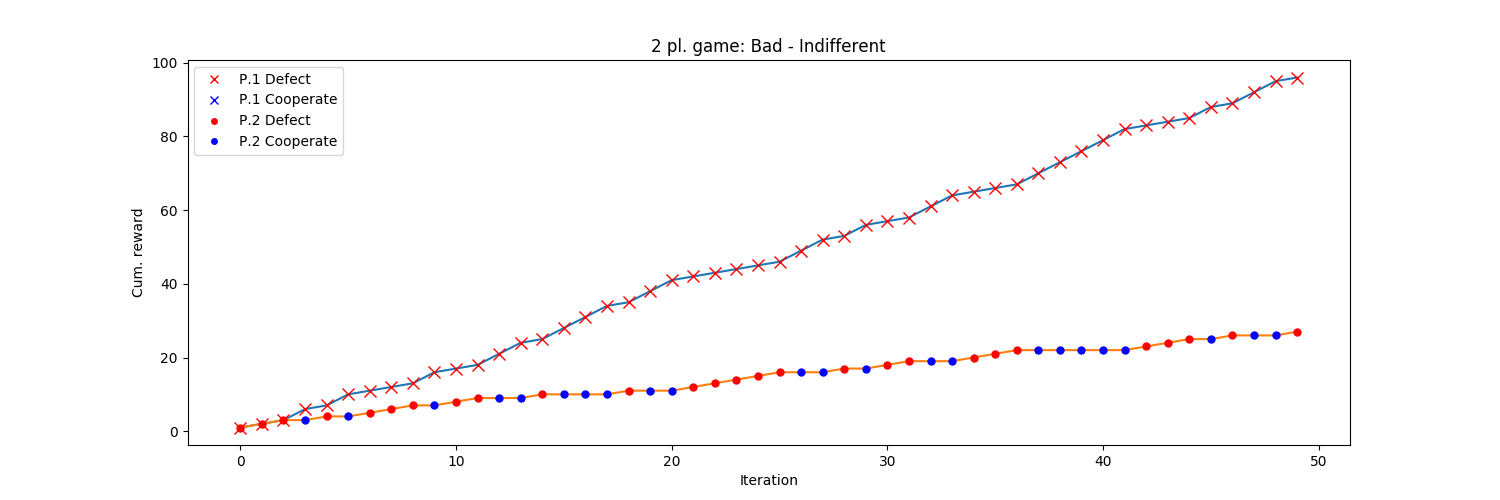 2 pl. game: Bad - Indifferent
100
80
60
40
20
0
Cum. reward
P.1 Defect
P.1 Cooperate
P.2 Defect
P.2 Cooperate
0 10 20 30 40 50
Iteration